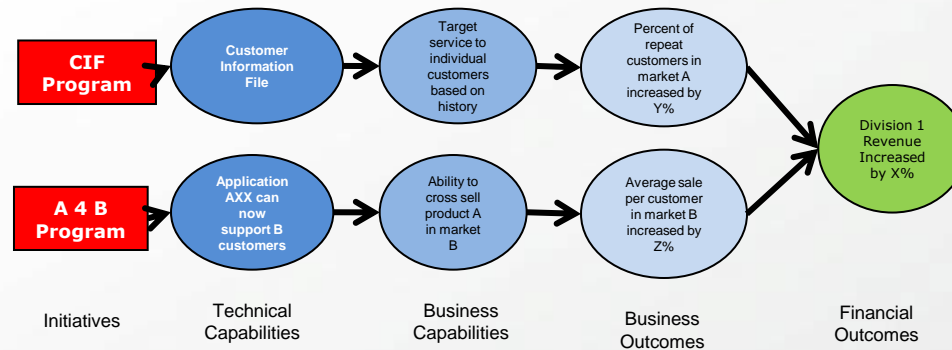 CIF
Program
Customer
Information
File
Target
service to
individual
customers
based on
history
Percent of
repeat
customers in
market A
increased by
Y%
Division 1
Revenue
Increased
by X%
A 4 B
Program
Application
AXX can
now
support B
customers
Ability to
cross sell
product A
in market
B
Average sale
per customer
in market B
increased by
Z%
Initiatives
Technical
Capabilities
Business
Capabilities
Business
Outcomes
Financial
Outcomes